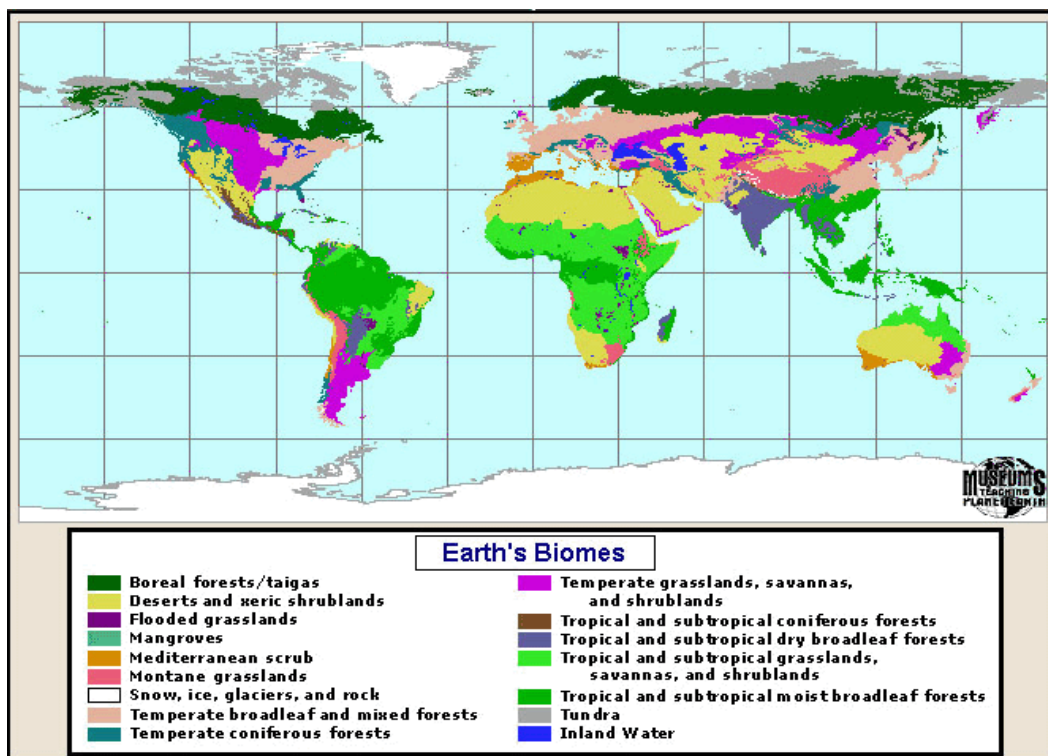 MUSEUMS
TEACHING
PLANET EARTH
Earth's Biomes
Boreal forests/taigas
Deserts and xeric shrublands
Flooded grasslands
Mangroves
Mediterranean scrub
Montane grasslands
Snow, ice, glaciers, and rock
Temperate broadleaf and mixed forests
Temperate coniferous forests
Temperate grasslands, savannas,
and shrublands
Tropical and subtropical coniferous forests
Tropical and subtropical dry broadleaf forests
Tropical and subtropical grasslands,
savannas, and shrublands
Tropical and subtropical moist broadleaf forests
Tundra
Inland Water